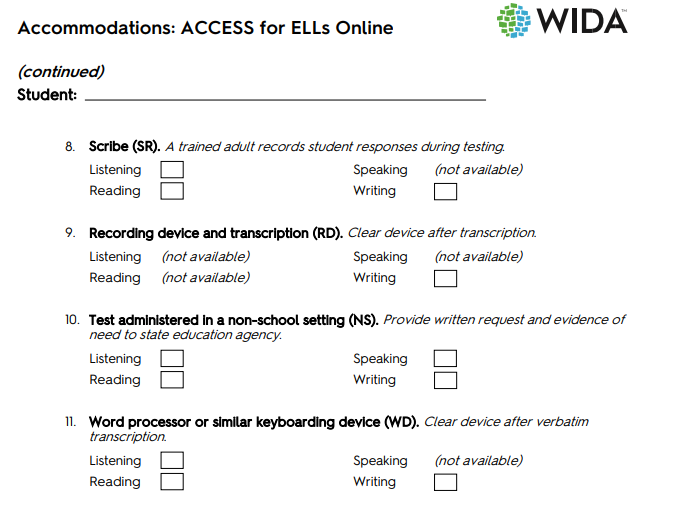 Accommodations: ACCESS for ELLs Online
WIDA™
(continued)
Student:
8. Scribe (SR). A trained adult records student responses during testing.
Listening Speaking (not available)
Reading Writing
9. Recording device and transcription (RD). Clear device after transcription.
Listening (not available) Speaking (not available)
Reading (not available) Writing
10. Test administered in a non-school setting (NS). Provide written request and evidence of
need to state education agency.
Listening Speaking
Reading Writing
11. Word processor or similar keyboarding device (WD). Clear device after verbatim
transcription.
Listening Speaking (not available)
Reading Writing